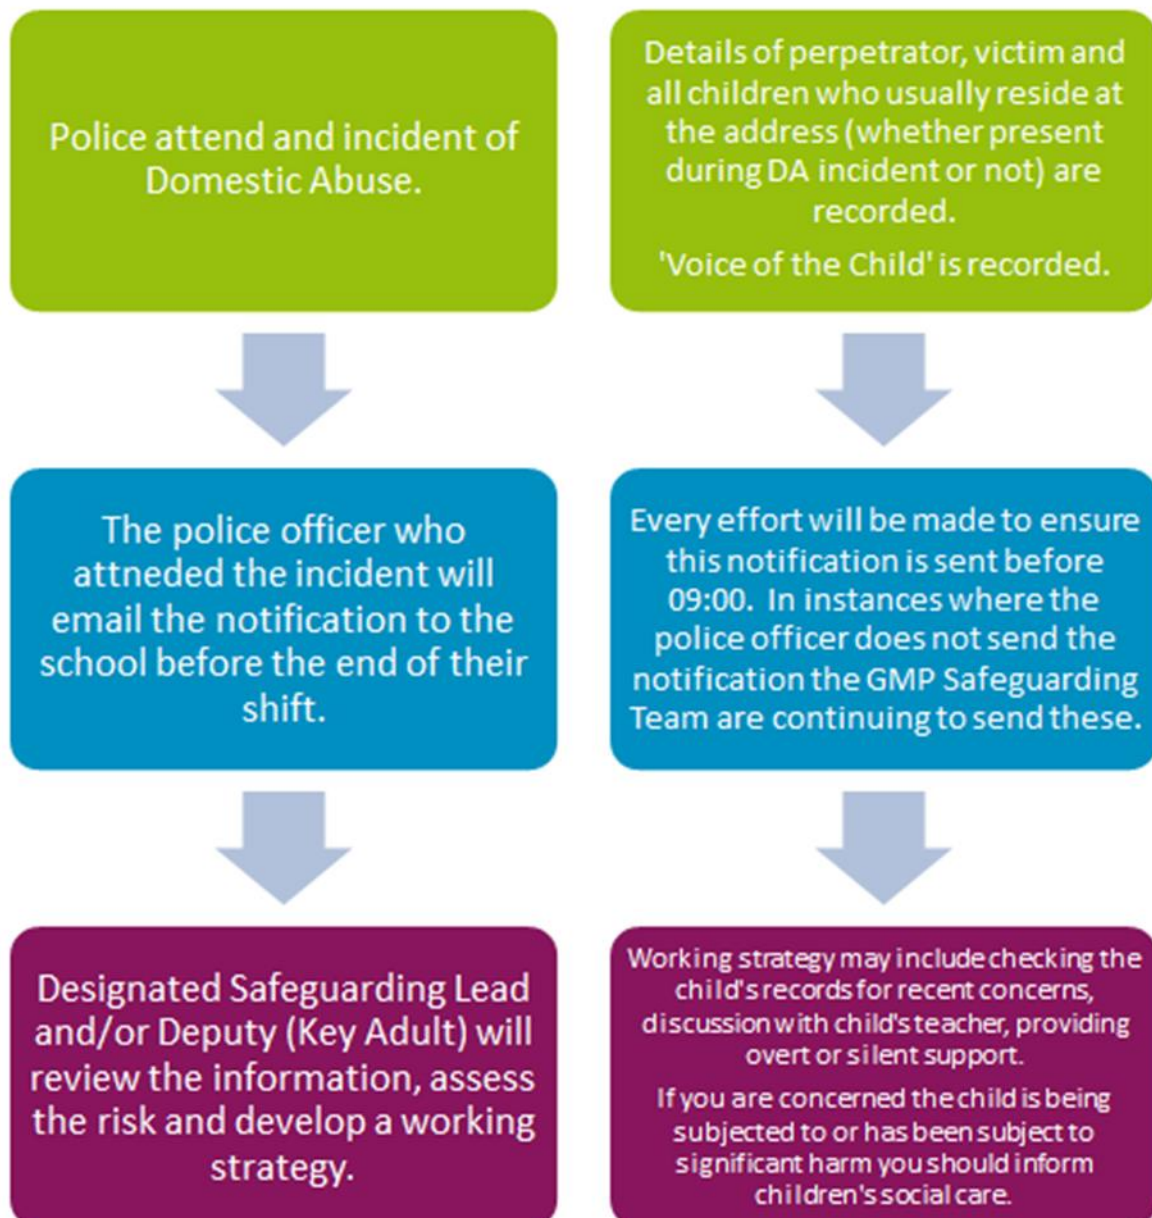 Police attend and incident of
Domestic Abuse.
Details of perpetrator, victim and
all children who usually reside at
the address (whether present
during DA incident or not) are
recorded.
'Voice of the Child' is recorded.
The police officer who
attneded the incident will
email the notification to the
school before the end of their
shift.
Every effort will be made to ensure
this notification is sent before
09:00. In instances where the
police officer does not send the
notification the GMP Safeguarding
Team are continuing to send these.
Designated Safeguarding Lead
and/or Deputy (Key Adult) will
review the information, assess
the risk and develop a working
strategy.
Working strategy may include checking the
child's records for recent concerns,
discussion with child's teacher, providing
overt or silent support.
If you are concerned the child is being
subjected to or has been subject to
significant harm you should inform
children's social care.